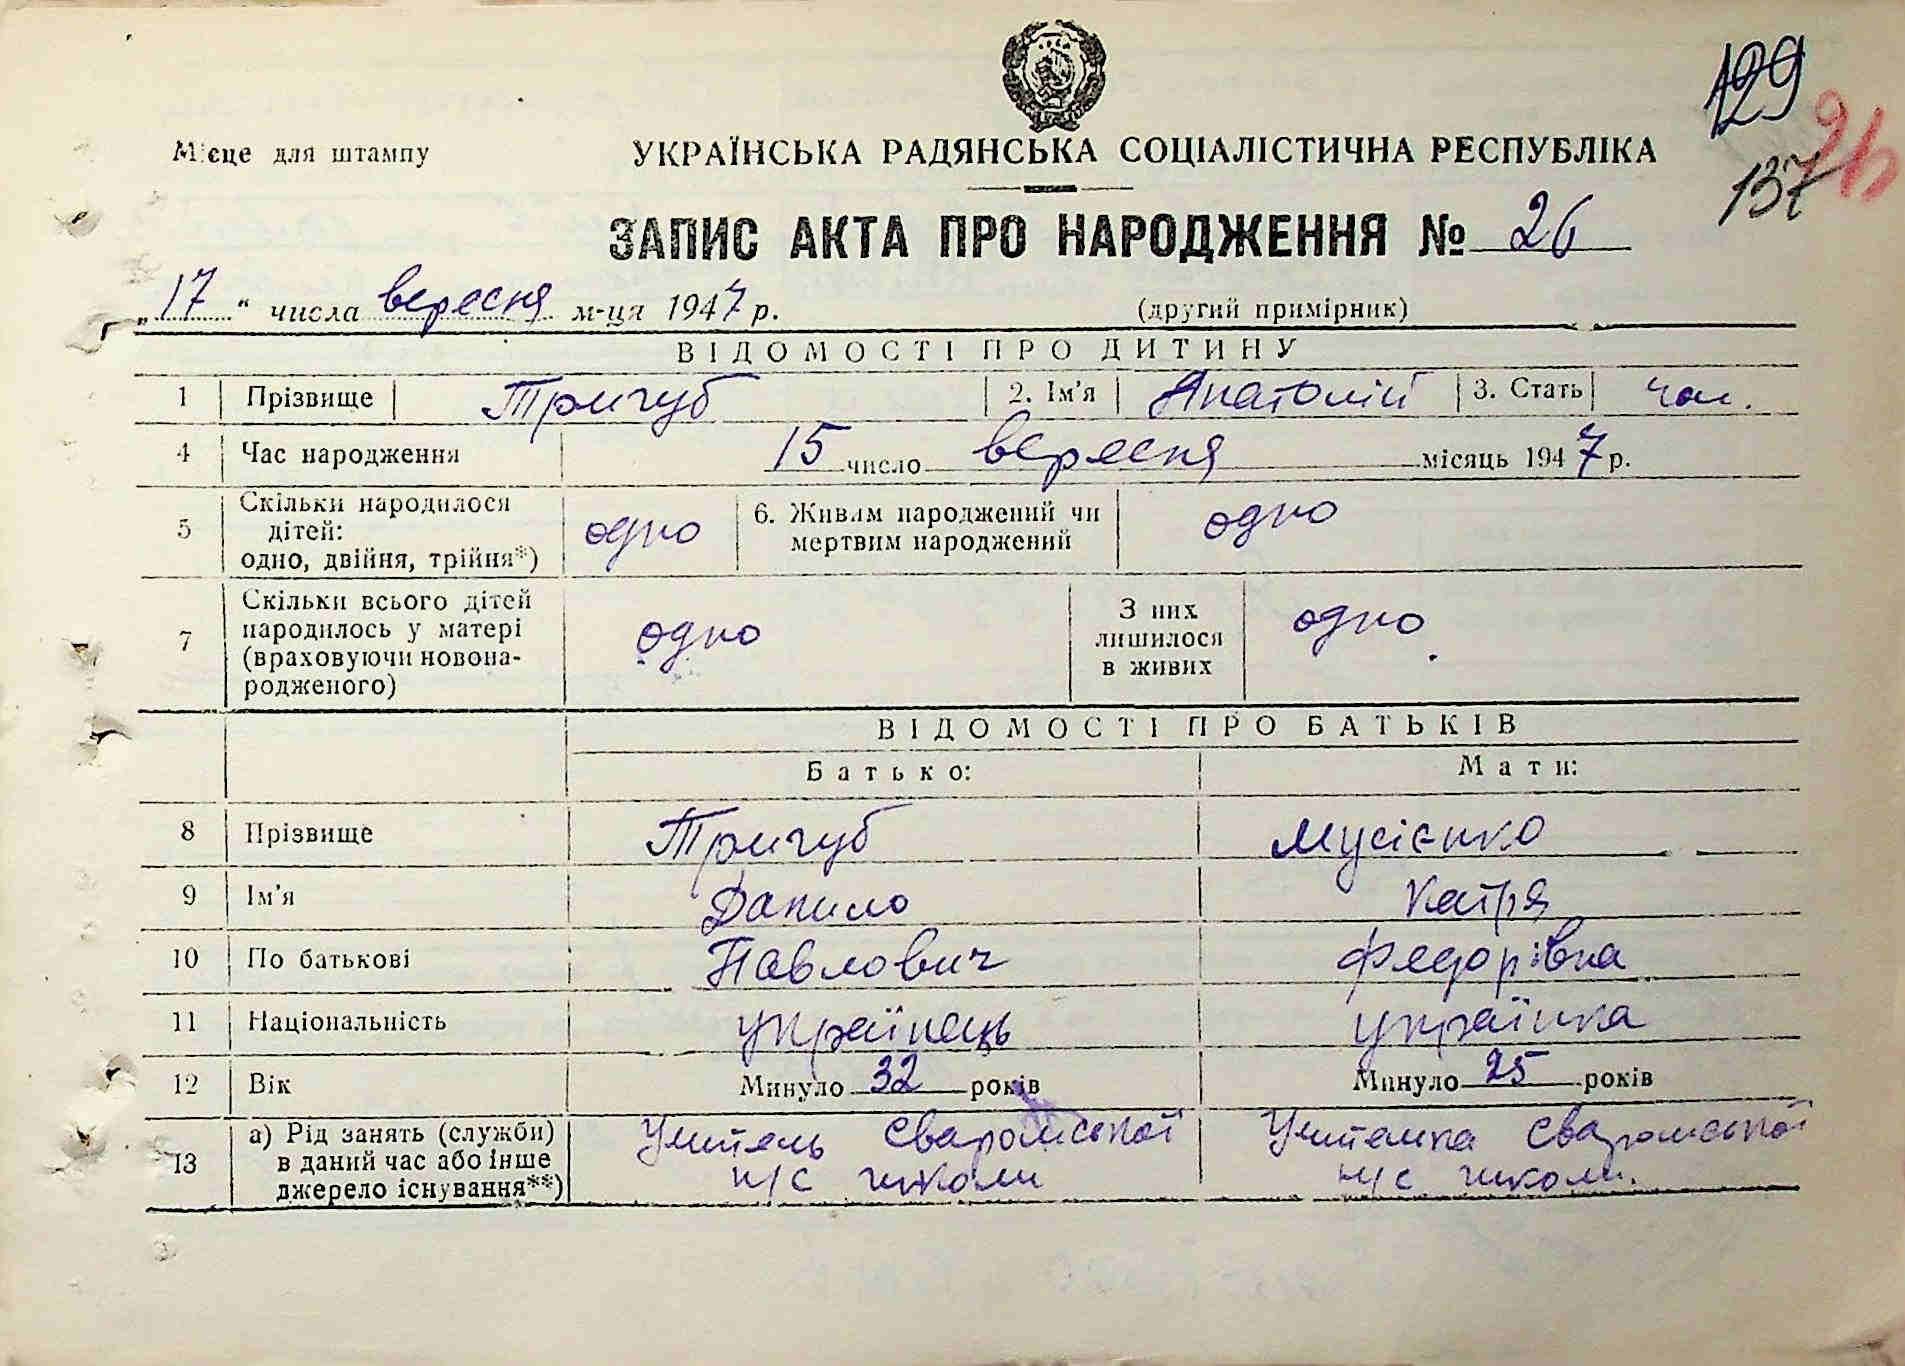 129
26
137
Місце для штампу
УКРАЇНСЬКА РАДЯНСЬКА СОЦІАЛІСТИЧНА РЕСПУБЛІКА
ЗАПИС АКТА ПРО НАРОДЖЕННЯ № 26
„17“ числа вересня м-ця 1947 р. (другий примірник)
ВІДОМОСТІ ПРО ДИТИНУ
1 Прізвище Тригуб 2. Ім'я Анатолій 3. Стать чол.
4 Час народження 15 число вересня місяць 1947 р.
5 Скільки народилося дітей: одно, двійня, трійня*) одно 6. Живим народжений чи мертвим народжений одно
7 Скільки всього дітей народилось у матері (враховуючи новонародженого) одно З них лишилося в живих одно
ВІДОМОСТІ ПРО БАТЬКІВ
Батько: Мати:
8 Прізвище Тригуб Мусієнко
9 Ім'я Данило Катря
10 По батькові Павлович Федорівна
11 Національність українець українка
12 Вік Минуло 32 років Минуло 25 років
13 а) Рід занять (служби) в даний час або інше джерело існування**) Учитель Сваромської н/с школи Учителка Сваромської н/с школи.